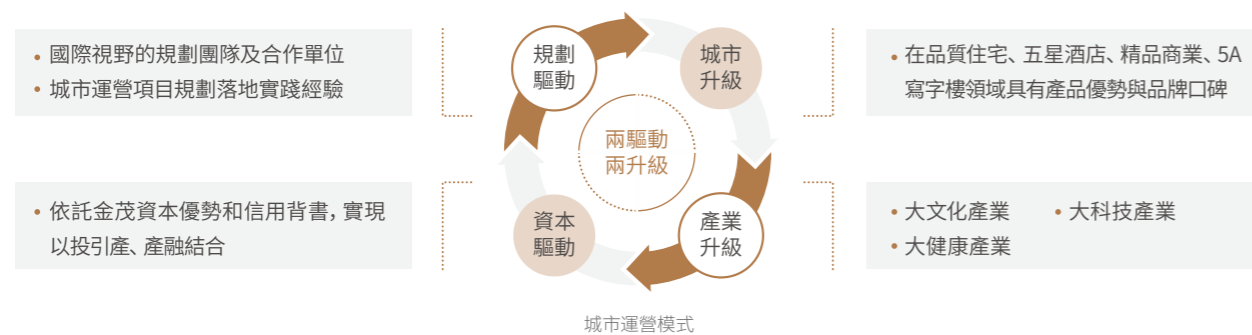 • 國際視野的規劃團隊及合作單位
• 城市運營項目規劃落地實踐經驗
規劃
驅動
城市
升級
• 在品質住宅、五星酒店、精品商業、5A
寫字樓領域具有產品優勢與品牌口碑
兩驅動
兩升級
• 依託金茂資本優勢和信用背書，實現
以投引產、產融結合
資本
驅動
產業
升級
• 大文化產業 • 大科技產業
• 大健康產業
城市運營模式